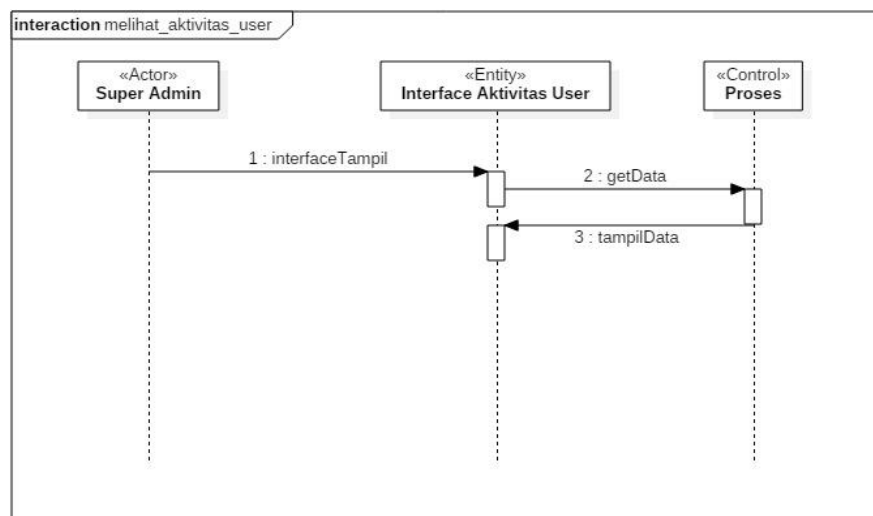 interaction melihat_aktivitas_user
«Actor»
Super Admin
«Entity»
Interface Aktivitas User
«Control»
Proses
1 : interfaceTampil
2 : getData
3 : tampilData